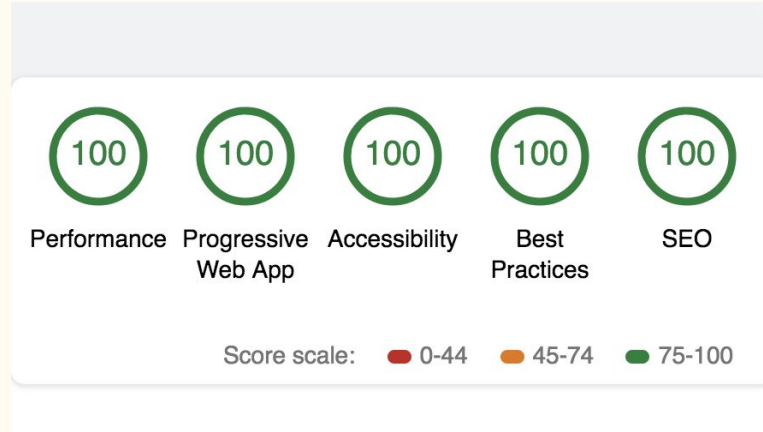 100 100 100 100 100
Performance Progressive Accessibility Best SEO
Web App Practices
Score scale: 0-44 45-74 75-100